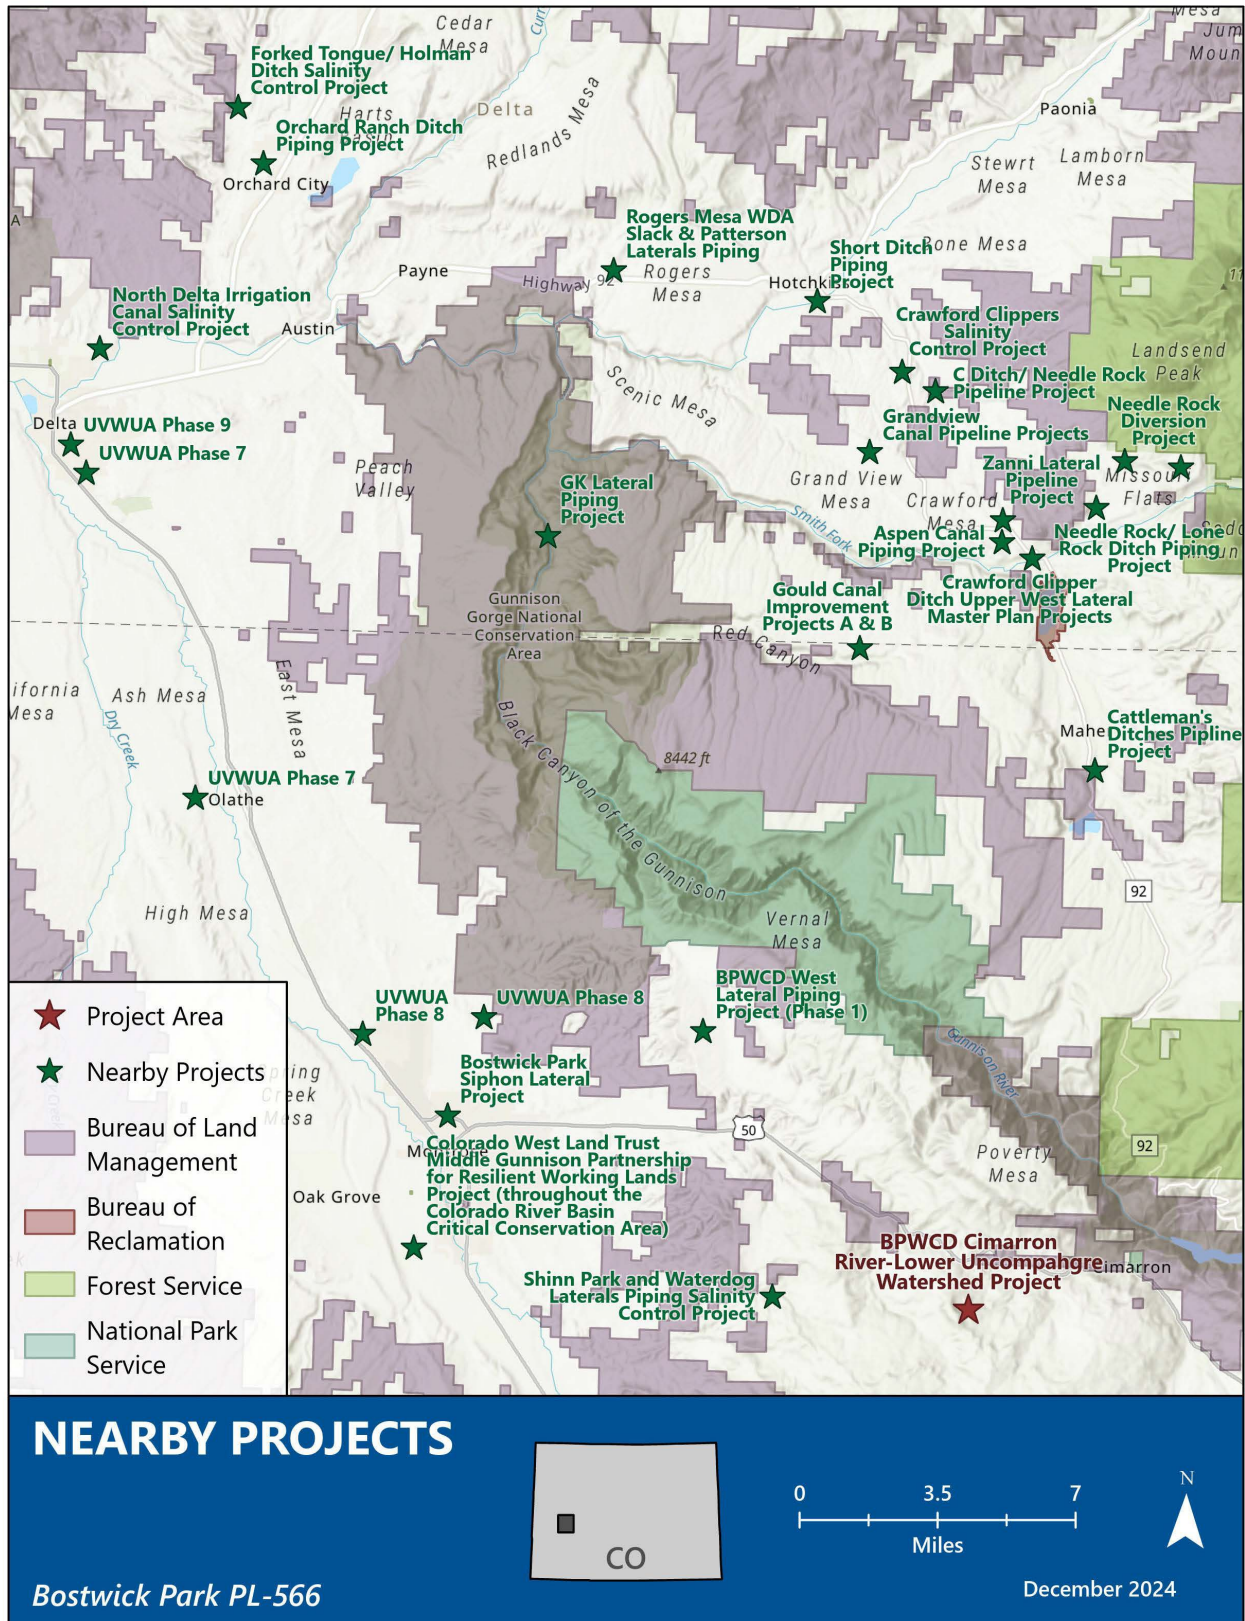 Cedar
Mesa
Forked Tongue/ Holman
Ditch Salinity
Control Project
Harts
Orchard Ranch Ditch
Piping Project
Orchard City
Delta
Redlands Mesa
Mesa
Paonia
Stewrt
Mesa
Lamborn
Mesa
A
Rogers Mesa WDA
Slack & Patterson
Laterals Piping
Rogers
Mesa
Highway 92
Payne
Short Ditch
Piping
Project
Bone Mesa
North Delta Irrigation
Canal Salinity
Control Project
Austin
Crawford Clippers
Salinity
Control Project
Landsend
Peak
C Ditch/ Needle Rock
Pipeline Project
Scenic Mesa
Needle Rock
Diversion
Project
Grandview
Canal Pipeline Projects
Delta
UVWUA Phase 9
UVWUA Phase 7
Peach
Valley
GK Lateral
Piping
Project
Grand View
Mesa
Zanni Lateral
Pipeline
Project
Flats
Crawford
Mesa
Smith Fork
Aspen Canal
Piping Project
Needle Rock/ Lone
Rock Ditch Piping
Project
Gould Canal
Improvement
Projects A & B
Crawford Clipper
Ditch Upper West Lateral
Master Plan Projects
Gunnison
Gorge National
Conservation
Area
Red Canyon
ifornia
Mesa
Ash Mesa
East Mesa
Dry Creek
Black Canyon of the Gunnison
8442 ft
Cattleman's
Ditches Pipline
Project
UVWUA Phase 7
Olathe
92
High Mesa
Vernal
Mesa
UVWUA
Phase 8
UVWUA Phase 8
BPWCD West
Lateral Piping
Project (Phase 1)
Gunnison River
Bostwick Park
Siphon Lateral
Project
50
92
Poverty
Mesa
Colorado West Land Trust
Middle Gunnison Partnership
for Resilient Working Lands
Project (throughout the
Colorado River Basin
Critical Conservation Area)
Oak Grove
BPWCD Cimarron
River-Lower Uncompahgre
Watershed Project
Cimarron
Shinn Park and Waterdog
Laterals Piping Salinity
Control Project
Project Area
Nearby Projects
Bureau of Land
Management
Bureau of
Reclamation
Forest Service
National Park
Service
pring
Creek
Mesa
NEARBY PROJECTS
Bostwick Park PL-566
CO
0 3.5 7
Miles
N
December 2024